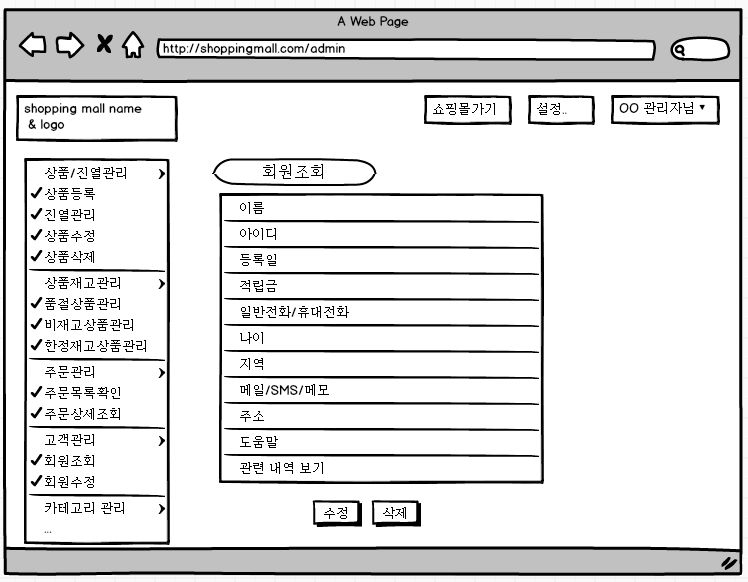 A Web Page
http://shoppingmall.com/admin
shopping mall name
& logo
쇼핑몰가기
설정..
OO 관리자님
상품/진열관리
상품등록
진열관리
상품수정
상품삭제
상품재고관리
품절상품관리
비재고상품관리
한정재고상품관리
주문관리
주문목록확인
주문상세조회
고객관리
회원조회
회원수정
카테고리 관리
...
회원조회
이름
아이디
등록일
적립금
일반전화/휴대전화
나이
지역
메일/SMS/메모
주소
도움말
관련 내역 보기
수정
삭제